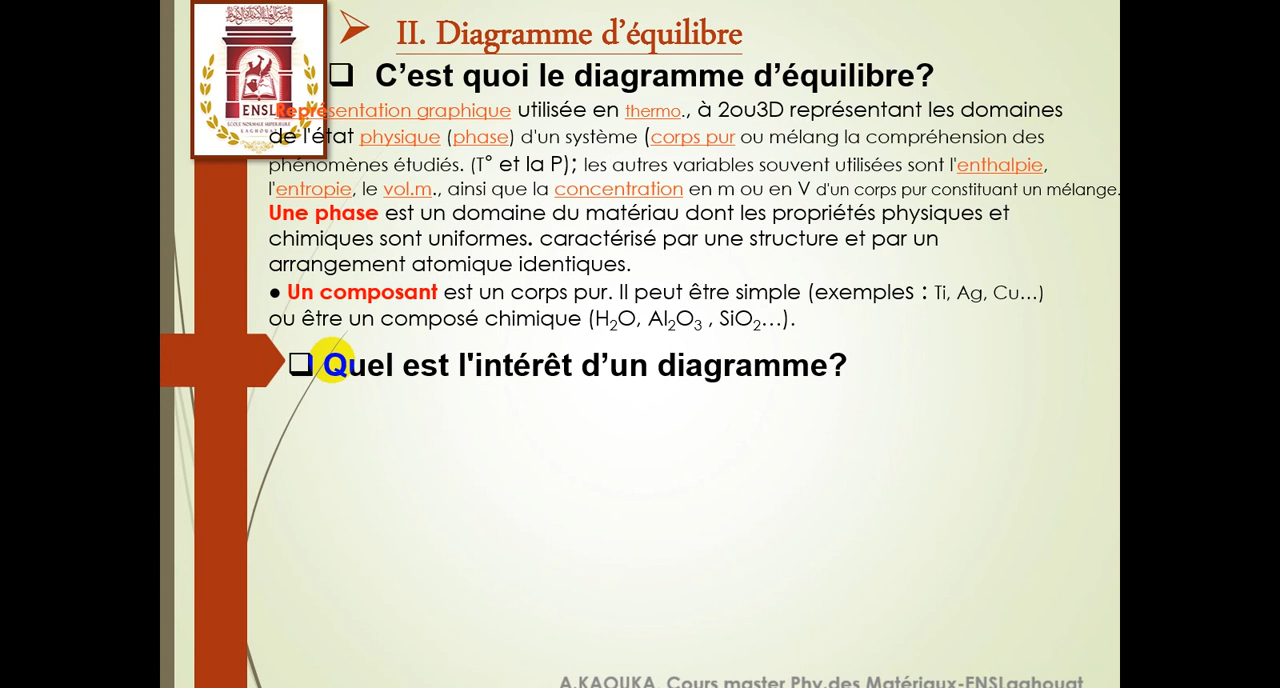 II. Diagramme d’équilibre
C’est quoi le diagramme d’équilibre?
Représentation graphique utilisée en thermo., à 2ou3D représentant les domaines
de l'état physique (phase) d'un système (corps pur ou mélang la compréhension des
phénomènes étudiés. (T° et la P); les autres variables souvent utilisées sont l'enthalpie,
l'entropie, le vol.m., ainsi que la concentration en m ou en V d'un corps pur constituant un mélange.
Une phase est un domaine du matériau dont les propriétés physiques et
chimiques sont uniformes. caractérisé par une structure et par un
arrangement atomique identiques.
● Un composant est un corps pur. Il peut être simple (exemples : Ti, Ag, Cu…)
ou être un composé chimique (H₂O, Al₂O₃ , SiO₂…).
Quel est l'intérêt d’un diagramme?
ENSL
ECOLE NORMALE SUPERIEURE
LAGHOUAT
A.KAOUKA Cours master Phy.des Matériaux-ENSLaghouat